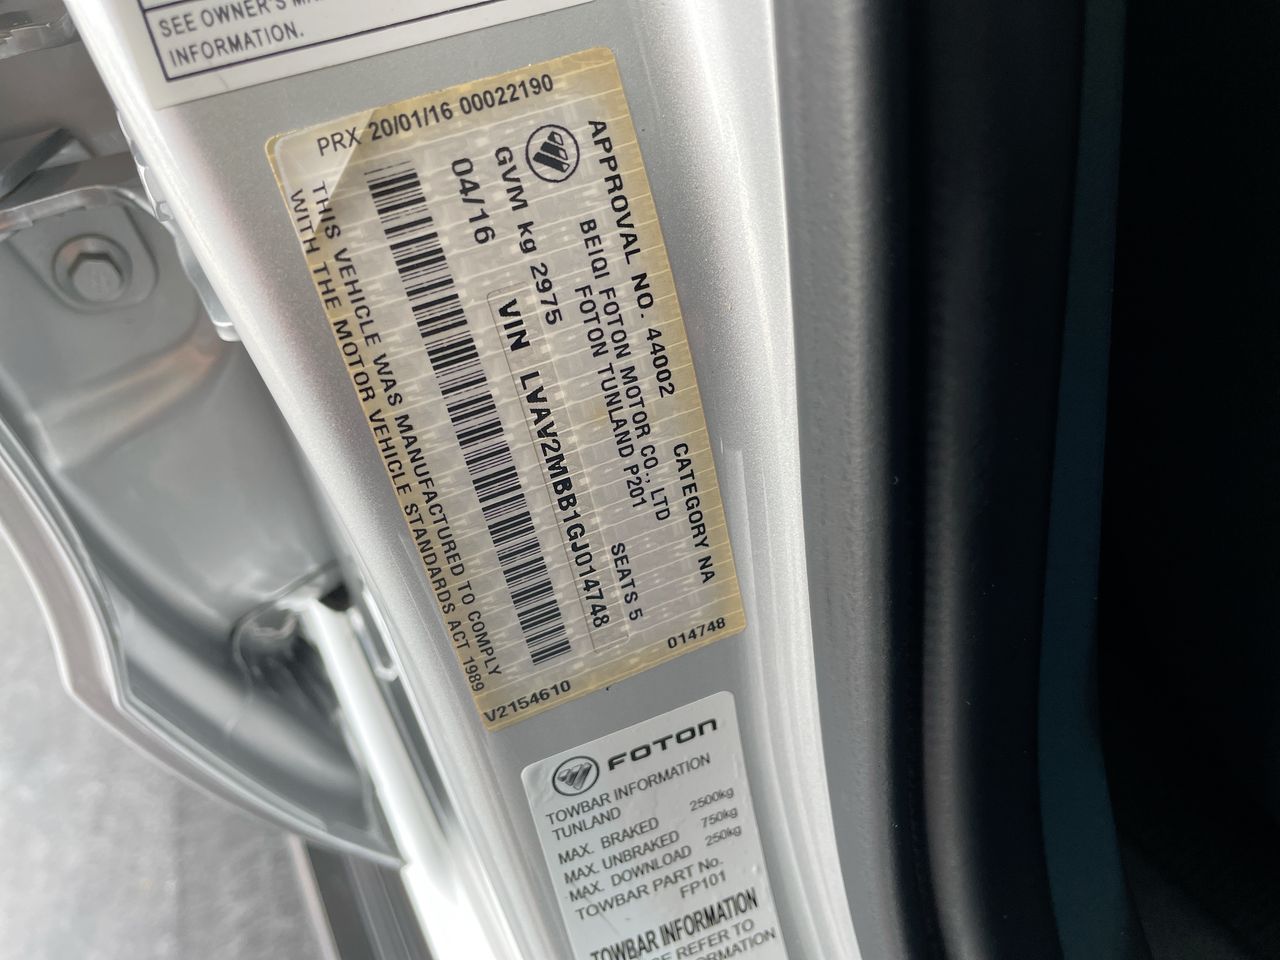 SEE OWNER'S
INFORMATION.
PRX 20/01/16 00022190
APPROVAL NO. 44002 CATEGORY NA
BEIQI FOTON MOTOR CO., LTD
FOTON TUNLAND P201 SEATS 5
GVM kg 2975
VIN LVAV2MBB1GJ014748
04/16
THIS VEHICLE WAS MANUFACTURED TO COMPLY
WITH THE MOTOR VEHICLE STANDARDS ACT 1989
V2154610 014748
FOTON
TOWBAR INFORMATION
TUNLAND
MAX. BRAKED 2500kg
MAX. UNBRAKED 750kg
MAX. DOWNLOAD 250kg
TOWBAR PART No.
FP101
TOWBAR INFORMATION
REFER TO